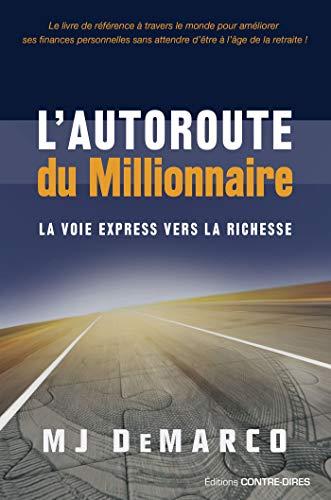 Le livre de référence à travers le monde pour améliorer
ses finances personnelles sans attendre d'être à l'âge de la retraite !
L'AUTOROUTE
du Millionnaire
LA VOIE EXPRESS VERS LA RICHESSE
MJ DEMARCO
Éditions CONTRE-DIRES